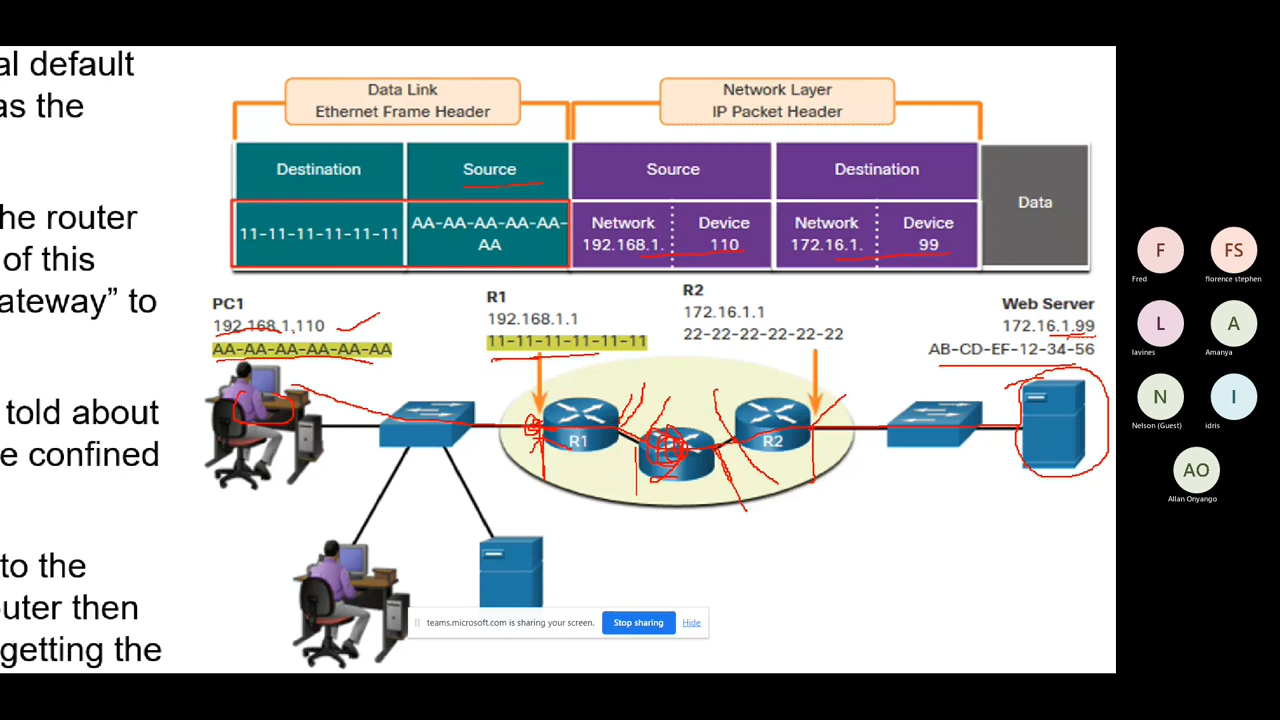 al default
as the
he router
of this
ateway” to
told about
e confined
to the
outer then
getting the
Data Link
Ethernet Frame Header
Network Layer
IP Packet Header
Destination
Source
Source
Destination
Data
11-11-11-11-11-11
AA-AA-AA-AA-AA-
AA
Network
192.168.1.
Device
110
Network
172.16.1.
Device
99
PC1
192.168.1.110
AA-AA-AA-AA-AA-AA
R1
192.168.1.1
11-11-11-11-11-11
R2
172.16.1.1
22-22-22-22-22-22
Web Server
172.16.1.99
AB-CD-EF-12-34-56
R1
R2
teams.microsoft.com is sharing your screen.
Stop sharing
Hide
F
Fred
FS
florence stephen
L
lavines
A
Amanya
N
Nelson (Guest)
I
idris
AO
Allan Onyango